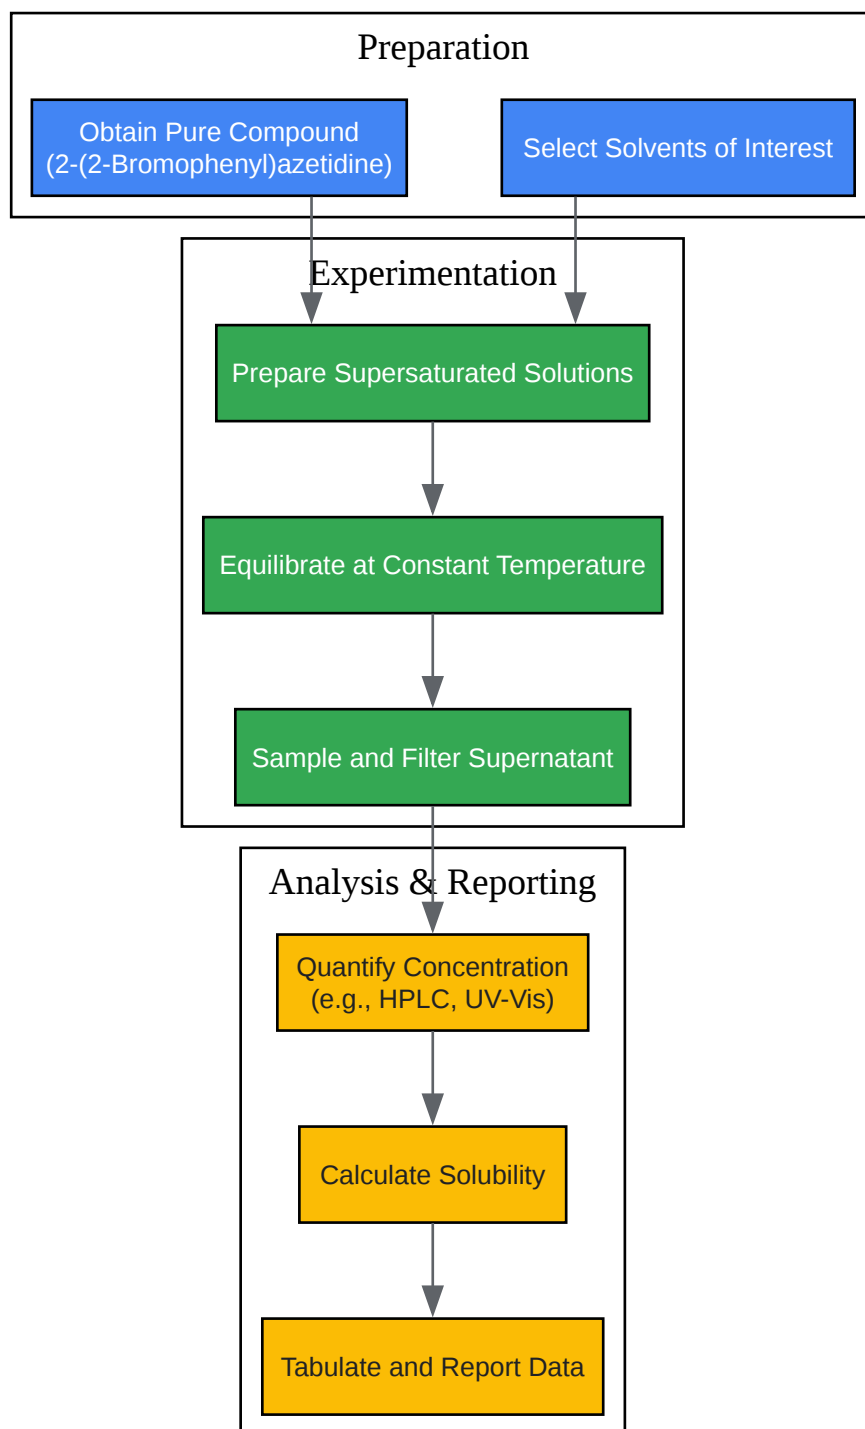 Preparation
Obtain Pure Compound
(2-(2-Bromophenyl)azetidine)
Select Solvents of Interest
Experimentation
Prepare Supersaturated Solutions
Equilibrate at Constant Temperature
Sample and Filter Supernatant
Analysis & Reporting
Quantify Concentration
(e.g., HPLC, UV-Vis)
Calculate Solubility
Tabulate and Report Data